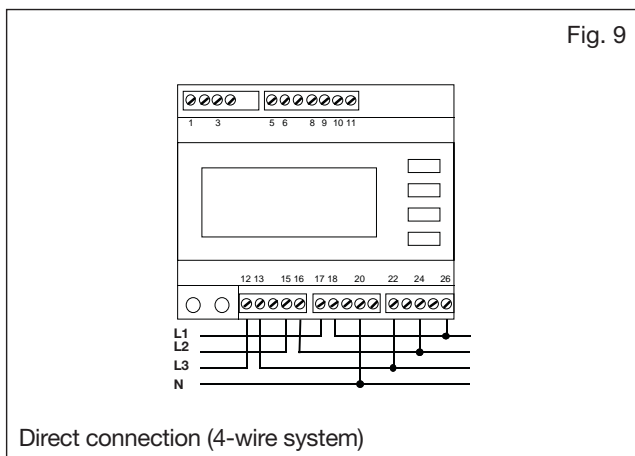 Fig. 9
1 3 5 6 8 9 10 11
12 13 15 16 17 18 20 22 24 26
L1
L2
L3
N
Direct connection (4-wire system)